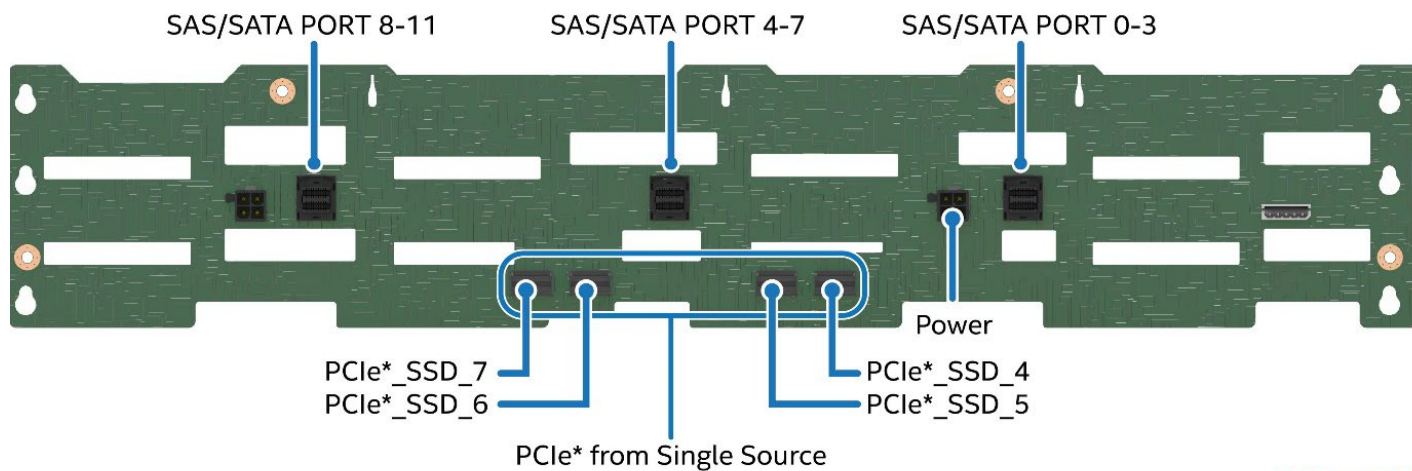 SAS/SATA PORT 8-11
SAS/SATA PORT 4-7
SAS/SATA PORT 0-3
Power
PCIe*_SSD_7
PCIe*_SSD_4
PCIe*_SSD_6
PCIe*_SSD_5
PCIe* from Single Source